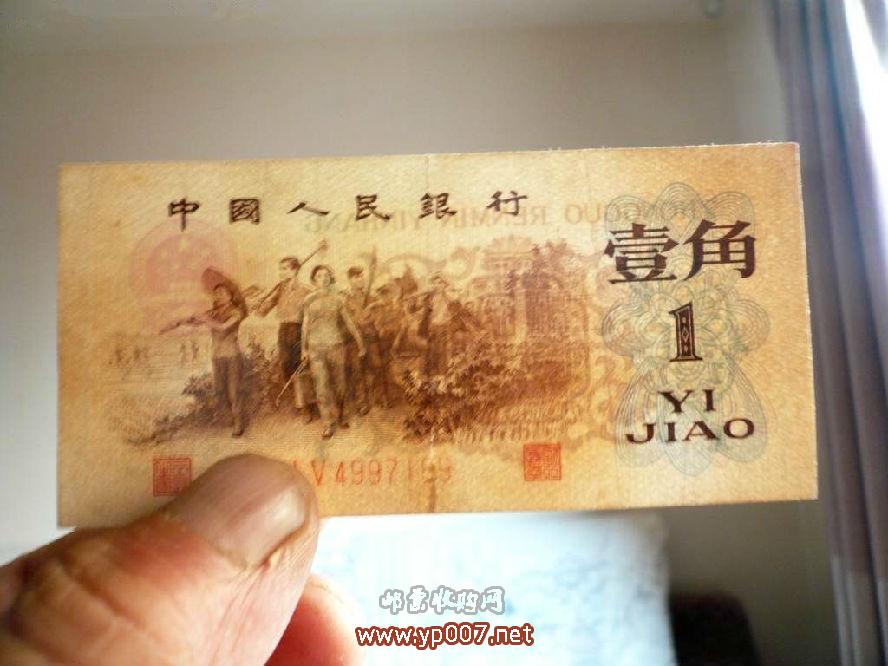 中國人民銀行
壹角
1
YI
JIAO
V4997199
邮票收购网
www.yp007.net